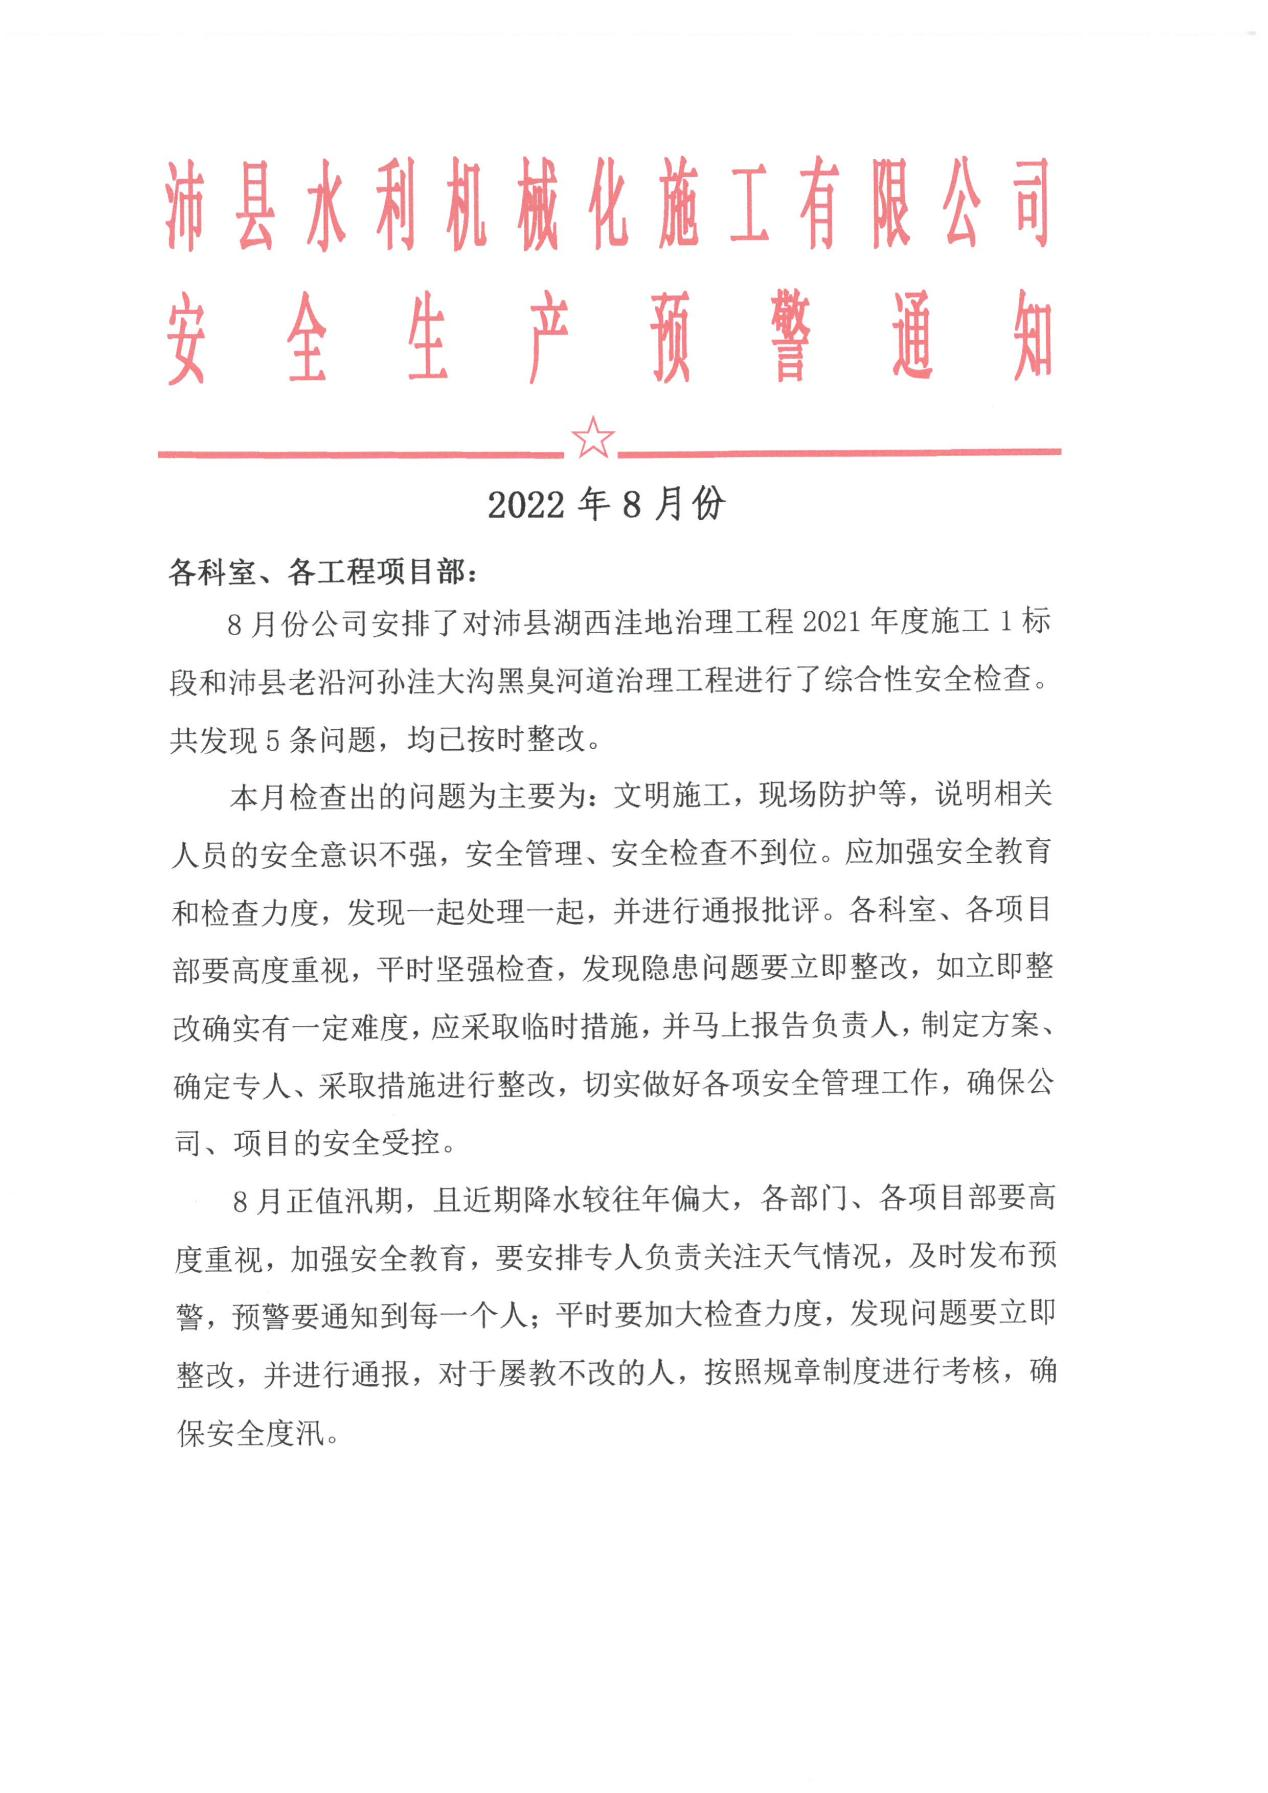 沛县水利机械化施工有限公司
安全生产预警通知
2022 年 8 月份
各科室、各工程项目部：
8 月份公司安排了对沛县湖西洼地治理工程 2021 年度施工 1 标
段和沛县老沿河孙洼大沟黑臭河道治理工程进行了综合性安全检查。
共发现 5 条问题，均已按时整改。
本月检查出的问题为主要为：文明施工，现场防护等，说明相关
人员的安全意识不强，安全管理、安全检查不到位。应加强安全教育
和检查力度，发现一起处理一起，并进行通报批评。各科室、各项目
部要高度重视，平时坚强检查，发现隐患问题要立即整改，如立即整
改确实有一定难度，应采取临时措施，并马上报告负责人，制定方案、
确定专人、采取措施进行整改，切实做好各项安全管理工作，确保公
司、项目的安全受控。
8 月正值汛期，且近期降水较往年偏大，各部门、各项目部要高
度重视，加强安全教育，要安排专人负责关注天气情况，及时发布预
警，预警要通知到每一个人；平时要加大检查力度，发现问题要立即
整改，并进行通报，对于屡教不改的人，按照规章制度进行考核，确
保安全度汛。